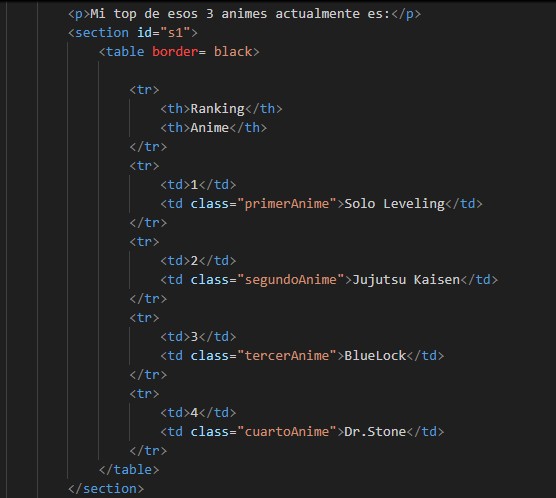 <p>Mi top de esos 3 animes actualmente es:</p>
<section id="s1">
<table border= black>
<tr>
<th>Ranking</th>
<th>Anime</th>
</tr>
<tr>
<td>1</td>
<td class="primerAnime">Solo Leveling</td>
</tr>
<tr>
<td>2</td>
<td class="segundoAnime">Jujutsu Kaisen</td>
</tr>
<tr>
<td>3</td>
<td class="tercerAnime">BlueLock</td>
</tr>
<tr>
<td>4</td>
<td class="cuartoAnime">Dr.Stone</td>
</tr>
</table>
</section>